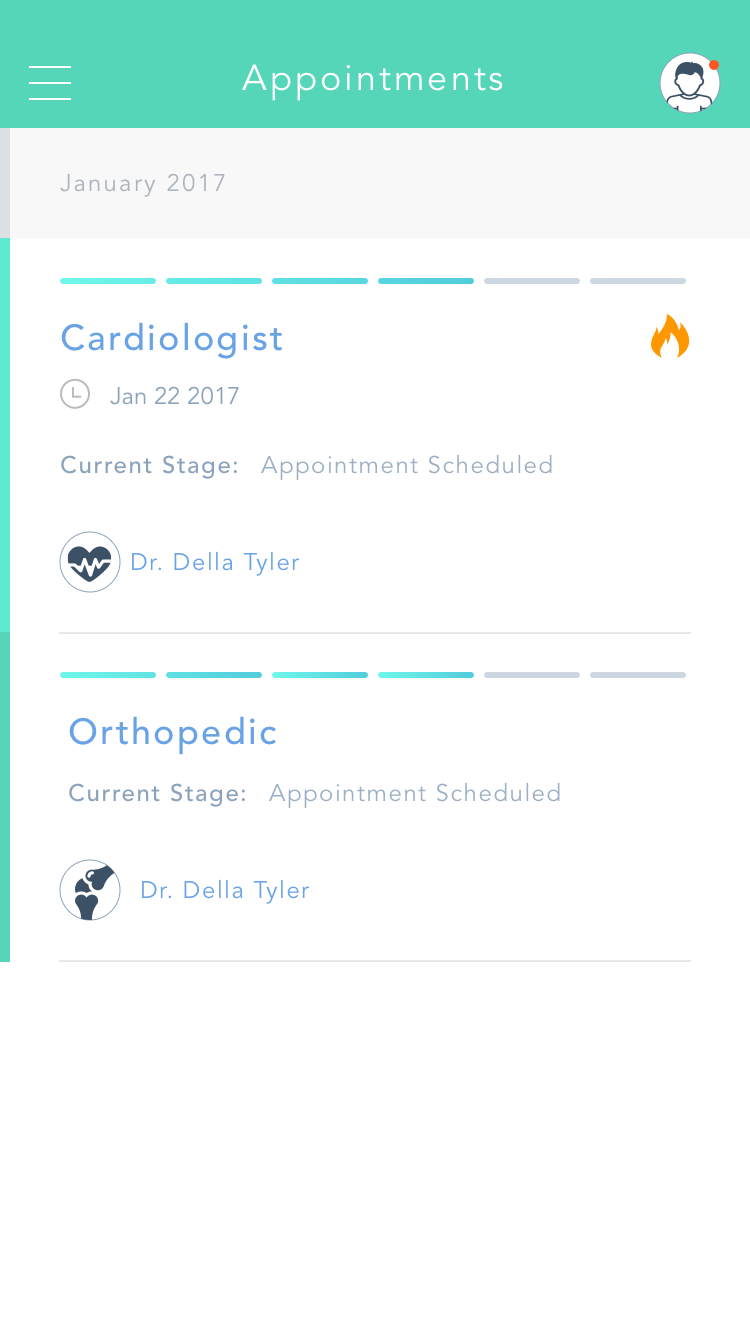 Appointments
January 2017
Cardiologist
Jan 22 2017
Current Stage: Appointment Scheduled
Dr. Della Tyler
Orthopedic
Current Stage: Appointment Scheduled
Dr. Della Tyler